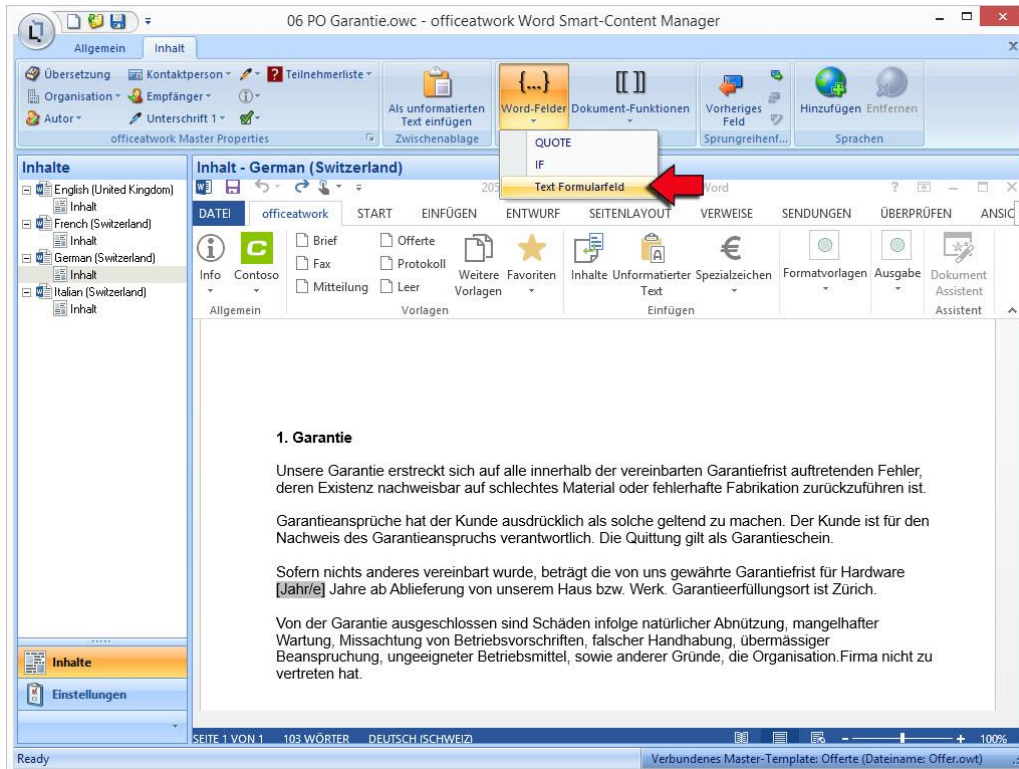 06 PO Garantie.owc - officeatwork Word Smart-Content Manager
Allgemein Inhalt
Übersetzung Kontaktperson Teilnehmerliste
Organisation Empfänger
Autor Unterschrift 1
officeatwork Master Properties
Als unformatierten
Text einfügen
Zwischenablage
{...} [[ ]]
Word-Felder Dokument-Funktionen
QUOTE
IF
Text Formularfeld
Vorheriges
Feld
Sprungreihenf...
Hinzufügen Entfernen
Sprachen
Inhalte
English (United Kingdom)
Inhalt
French (Switzerland)
Inhalt
German (Switzerland)
Inhalt
Italian (Switzerland)
Inhalt
Inhalte
Einstellungen
Inhalt - German (Switzerland)
205 Word
DATEI officeatwork START EINFÜGEN ENTWURF SEITENLAYOUT VERWEISE SENDUNGEN ÜBERPRÜFEN ANSIC
Info Contoso
Allgemein
Brief Offerte
Fax Protokoll
Mitteilung Leer
Weitere
Vorlagen
Favoriten
Vorlagen
Inhalte Unformatierter
Text
Spezialzeichen
Einfügen
Formatvorlagen Ausgabe
Dokument
Assistent
Assistent
1. Garantie
Unsere Garantie erstreckt sich auf alle innerhalb der vereinbarten Garantiefrist auftretenden Fehler,
deren Existenz nachweisbar auf schlechtes Material oder fehlerhafte Fabrikation zurückzuführen ist.
Garantieansprüche hat der Kunde ausdrücklich als solche geltend zu machen. Der Kunde ist für den
Nachweis des Garantieanspruchs verantwortlich. Die Quittung gilt als Garantieschein.
Sofern nichts anderes vereinbart wurde, beträgt die von uns gewährte Garantiefrist für Hardware
[Jahr/e] Jahre ab Ablieferung von unserem Haus bzw. Werk. Garantieerfüllungsort ist Zürich.
Von der Garantie ausgeschlossen sind Schäden infolge natürlicher Abnützung, mangelhafter
Wartung, Missachtung von Betriebsvorschriften, falscher Handhabung, übermässiger
Beanspruchung, ungeeigneter Betriebsmittel, sowie anderer Gründe, die Organisation.Firma nicht zu
vertreten hat.
SEITE 1 VON 1 103 WÖRTER DEUTSCH (SCHWEIZ) 100%
Ready Verbundenes Master-Template: Offerte (Dateiname: Offer.owt)